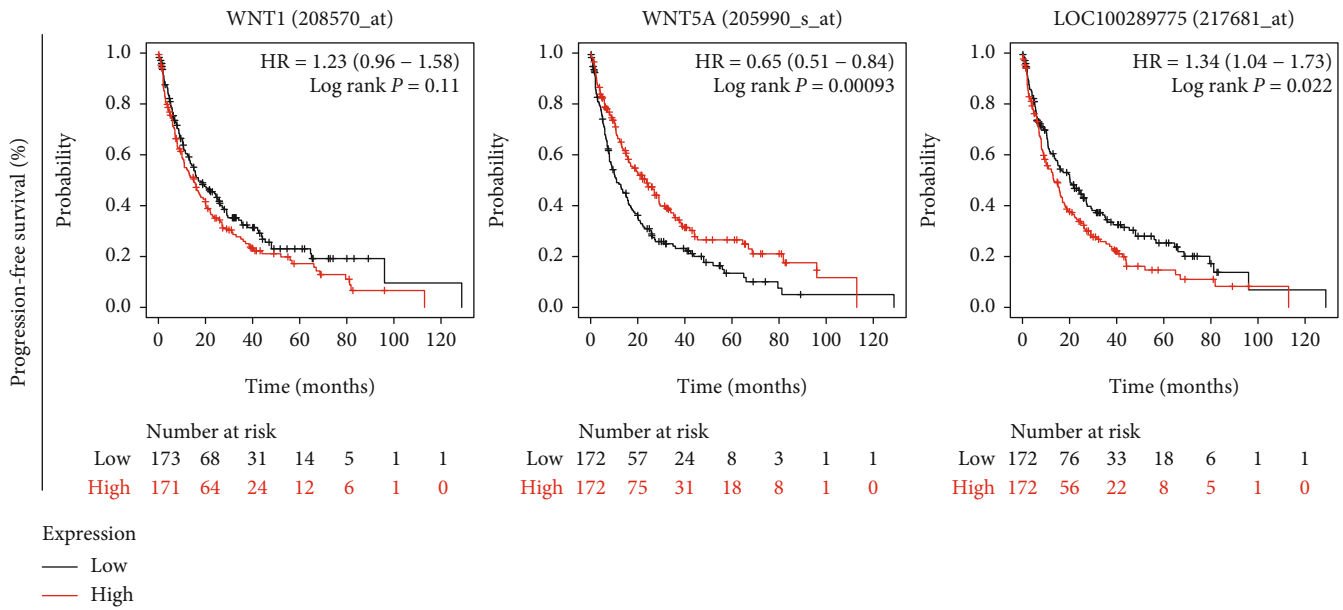 WNT1 (208570_at)
HR = 1.23 (0.96 – 1.58)
Log rank P = 0.11
1.0
0.8
0.6
0.4
0.2
0.0
Probability
0 20 40 60 80 100 120
Time (months)
Number at risk
Low 173 68 31 14 5 1 1
High 171 64 24 12 6 1 0
WNT5A (205990_s_at)
HR = 0.65 (0.51 – 0.84)
Log rank P = 0.00093
1.0
0.8
0.6
0.4
0.2
0.0
Probability
0 20 40 60 80 100 120
Time (months)
Number at risk
Low 172 57 24 8 3 1 1
High 172 75 31 18 8 1 0
LOC100289775 (217681_at)
HR = 1.34 (1.04 – 1.73)
Log rank P = 0.022
1.0
0.8
0.6
0.4
0.2
0.0
Probability
0 20 40 60 80 100 120
Time (months)
Number at risk
Low 172 76 33 18 6 1 1
High 172 56 22 8 5 1 0
Progression-free survival (%)
Expression
Low
High